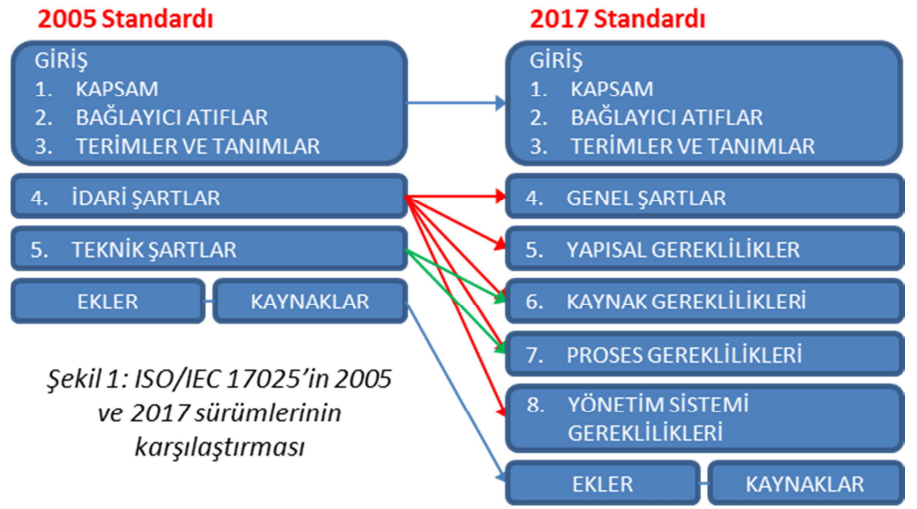 2005 Standardı
GİRİŞ
1. KAPSAM
2. BAĞLAYICI ATIFLAR
3. TERİMLER VE TANIMLAR
4. İDARİ ŞARTLAR
5. TEKNİK ŞARTLAR
EKLER
KAYNAKLAR
Şekil 1: ISO/IEC 17025’in 2005
ve 2017 sürümlerinin
karşılaştırması
2017 Standardı
GİRİŞ
1. KAPSAM
2. BAĞLAYICI ATIFLAR
3. TERİMLER VE TANIMLAR
4. GENEL ŞARTLAR
5. YAPISAL GEREKLİLİKLER
6. KAYNAK GEREKLİLİKLERİ
7. PROSES GEREKLİLİKLERİ
8. YÖNETİM SİSTEMİ
GEREKLİLİKLERİ
EKLER
KAYNAKLAR